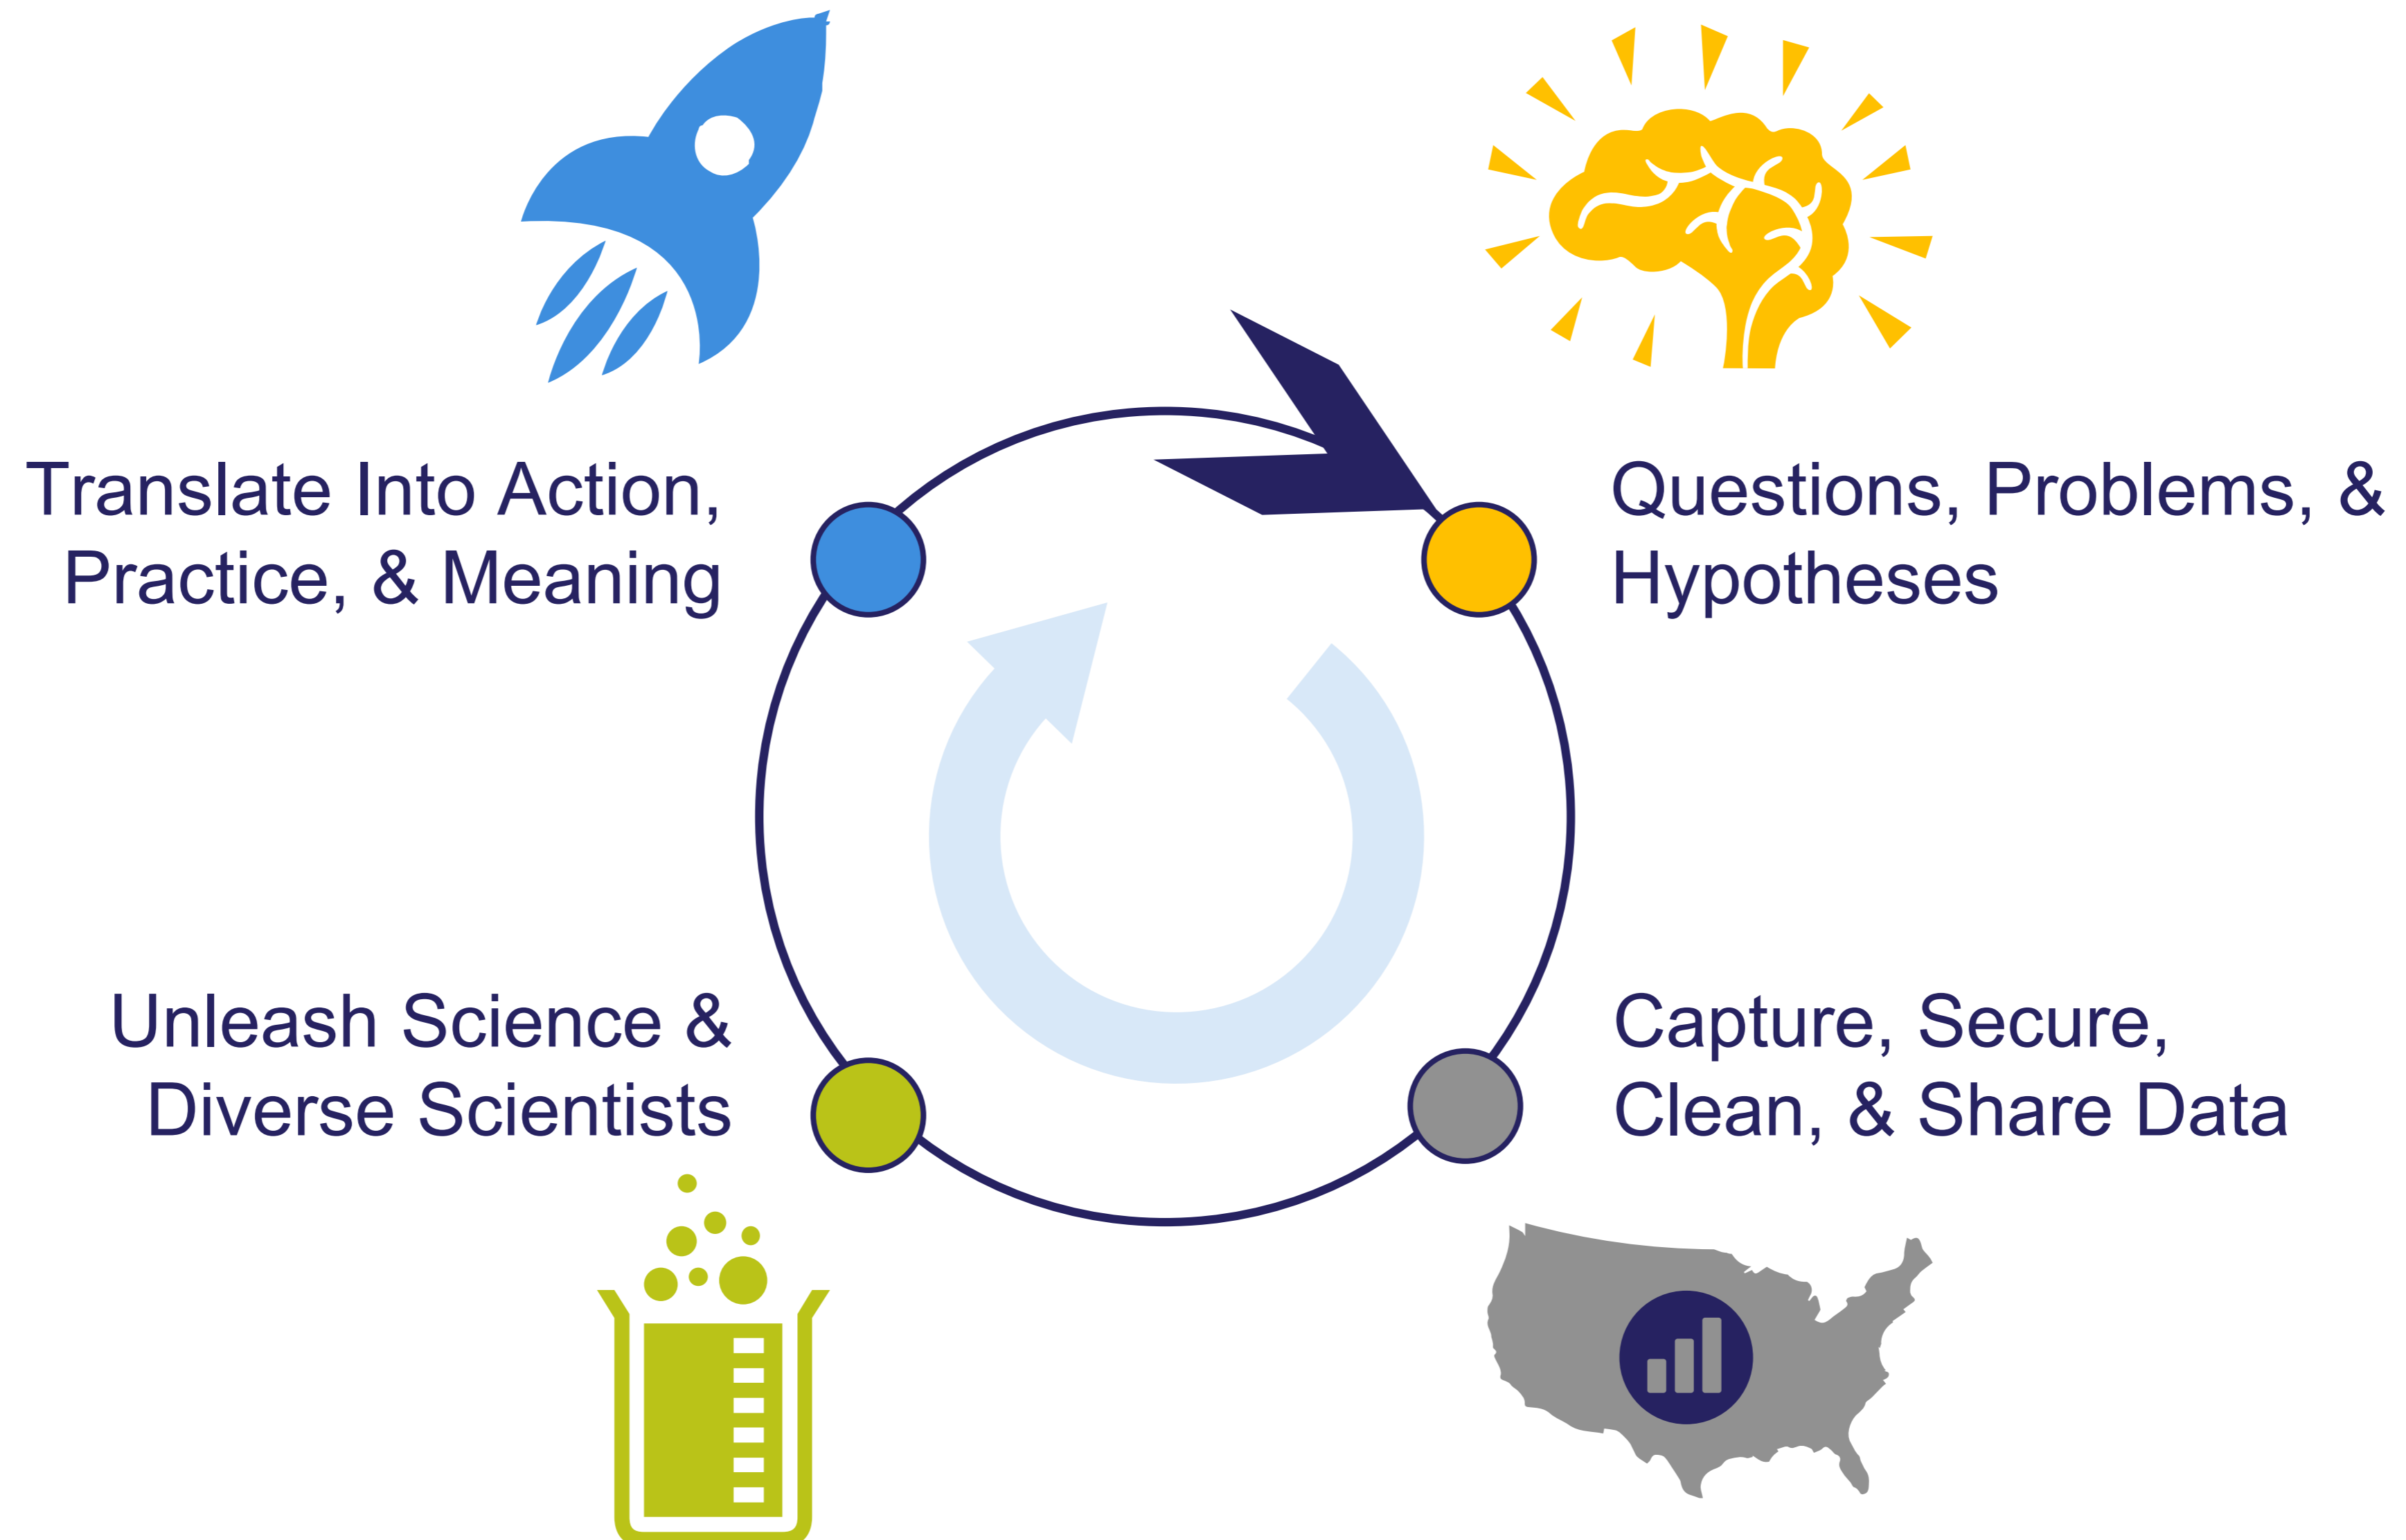 Translate Into Action,
Practice, & Meaning
Questions, Problems, &
Hypotheses
Unleash Science &
Diverse Scientists
Capture, Secure,
Clean, & Share Data